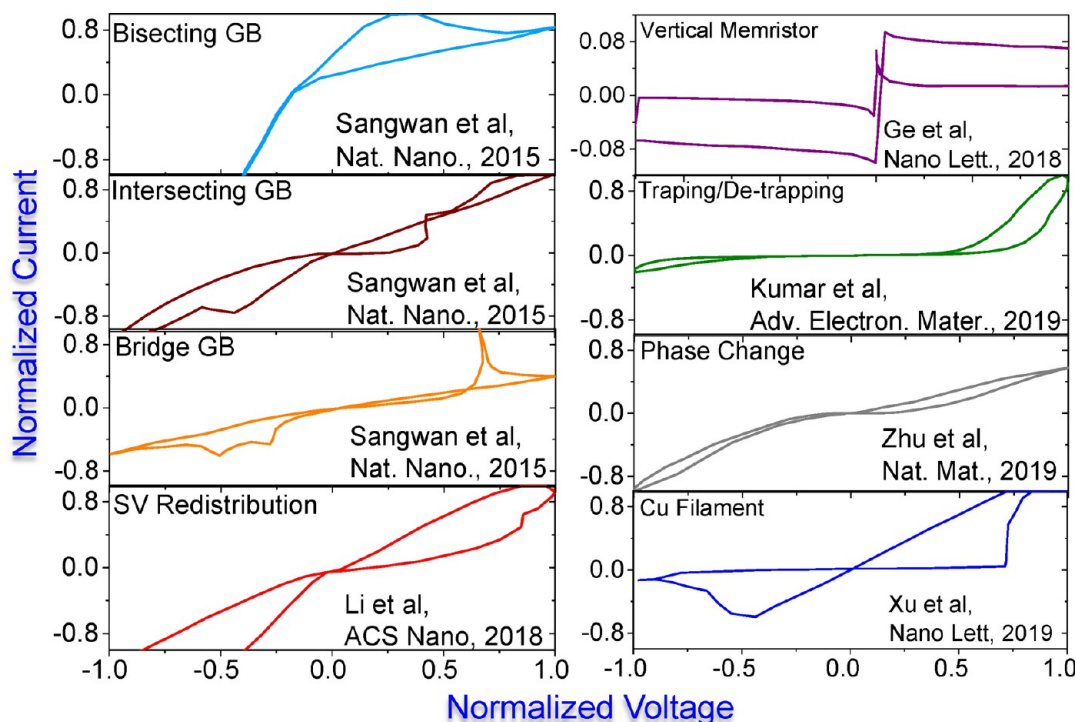 Normalized Current
0.8
0.0
-0.8
Bisecting GB
Sangwan et al,
Nat. Nano., 2015
0.8
0.0
-0.8
Intersecting GB
Sangwan et al,
Nat. Nano., 2015
0.8
0.0
-0.8
Bridge GB
Sangwan et al,
Nat. Nano., 2015
0.8
0.0
-0.8
SV Redistribution
Li et al,
ACS Nano, 2018
-1.0 -0.5 0.0 0.5 1.0
0.08
0.00
-0.08
Vertical Memristor
Ge et al,
Nano Lett., 2018
0.8
0.0
-0.8
Traping/De-trapping
Kumar et al,
Adv. Electron. Mater., 2019
0.8
0.0
-0.8
Phase Change
Zhu et al,
Nat. Mat., 2019
0.8
0.0
-0.8
Cu Filament
Xu et al,
Nano Lett, 2019
-1.0 -0.5 0.0 0.5 1.0
Normalized Voltage